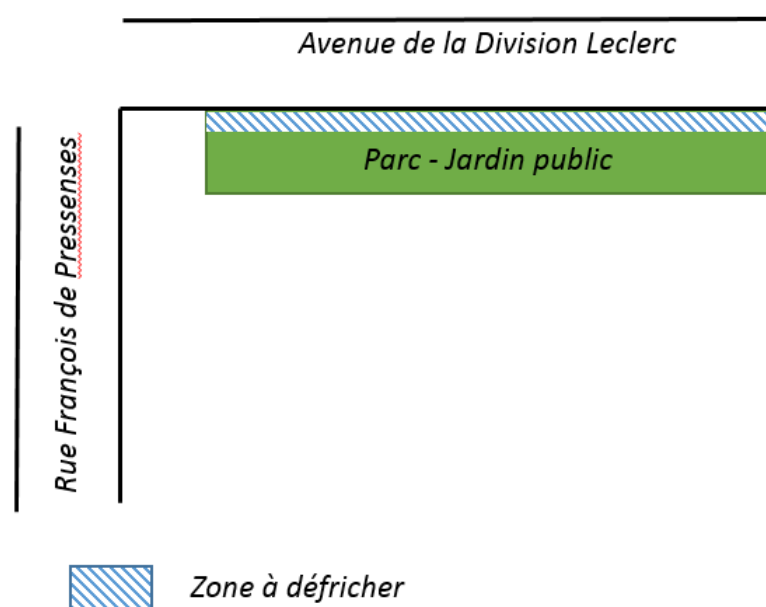 Avenue de la Division Leclerc
Parc - Jardin public
Rue François de Pressenses
Zone à défricher